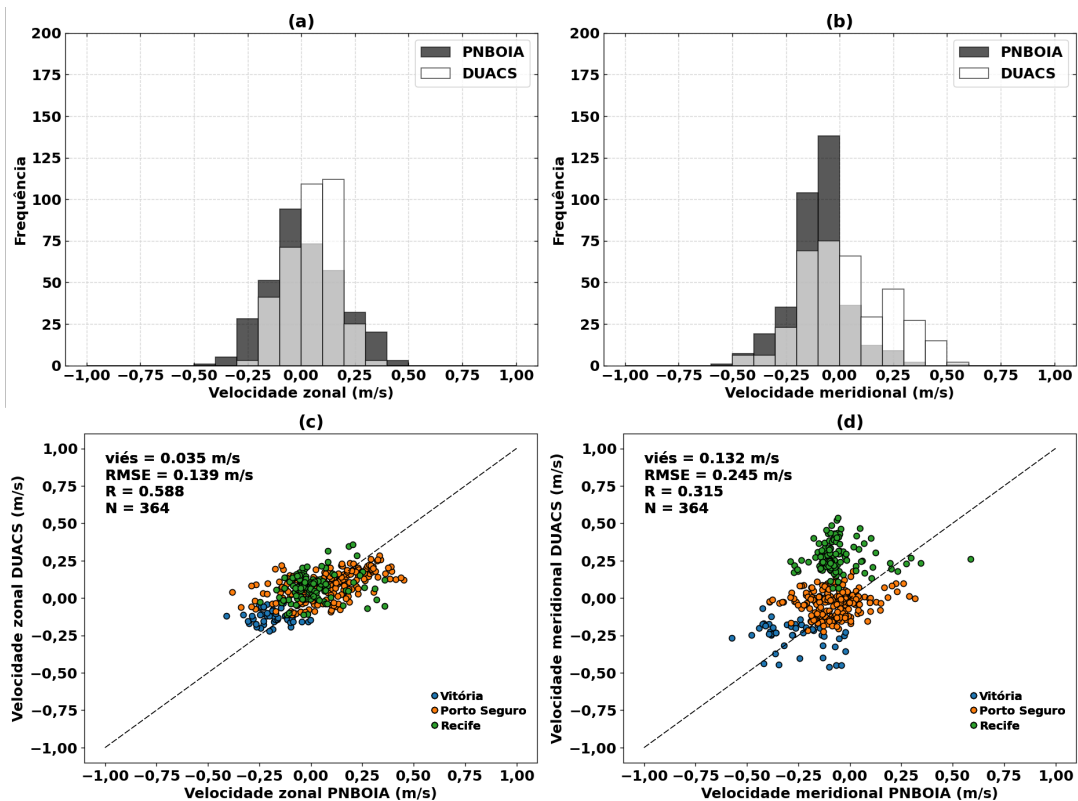 (a)
200
175
150
125
100
75
50
25
0
Frequência
PNBOIA
DUACS
−1,00 −0,75 −0,50 −0,25 0,00 0,25 0,50 0,75 1,00
Velocidade zonal (m/s)
(b)
200
175
150
125
100
75
50
25
0
Frequência
PNBOIA
DUACS
−1,00 −0,75 −0,50 −0,25 0,00 0,25 0,50 0,75 1,00
Velocidade meridional (m/s)
(c)
1,00
0,75
0,50
0,25
0,00
−0,25
−0,50
−0,75
−1,00
Velocidade zonal DUACS (m/s)
viés = 0.035 m/s
RMSE = 0.139 m/s
R = 0.588
N = 364
Vitória
Porto Seguro
Recife
−1,00 −0,75 −0,50 −0,25 0,00 0,25 0,50 0,75 1,00
Velocidade zonal PNBOIA (m/s)
(d)
1,00
0,75
0,50
0,25
0,00
−0,25
−0,50
−0,75
−1,00
Velocidade meridional DUACS (m/s)
viés = 0.132 m/s
RMSE = 0.245 m/s
R = 0.315
N = 364
Vitória
Porto Seguro
Recife
−1,00 −0,75 −0,50 −0,25 0,00 0,25 0,50 0,75 1,00
Velocidade meridional PNBOIA (m/s)